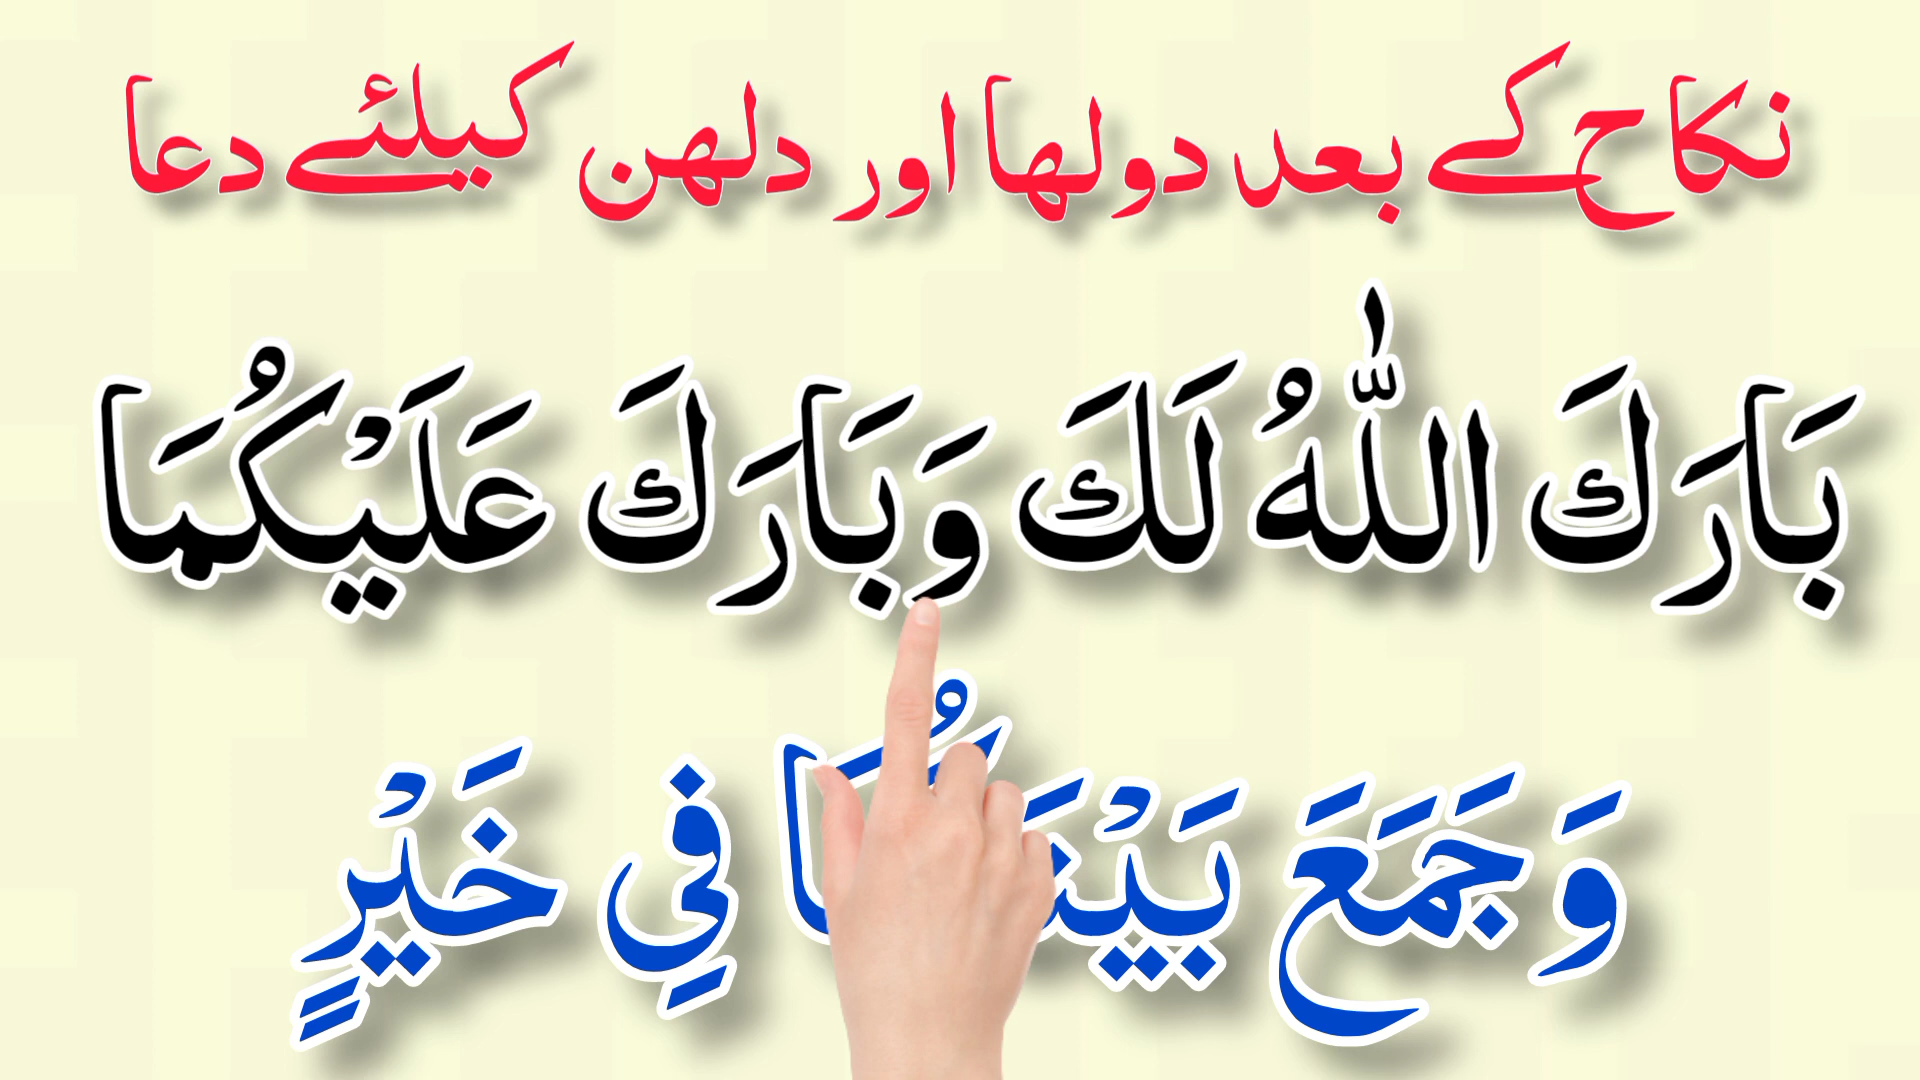 نکاح کے بعد دولھا اور دلھن کیلئے دعا
بَارَكَ اللّٰهُ لَكَ وَبَارَكَ عَلَيْكُمَا
وَجَمَعَ فِي خَيْرٍ